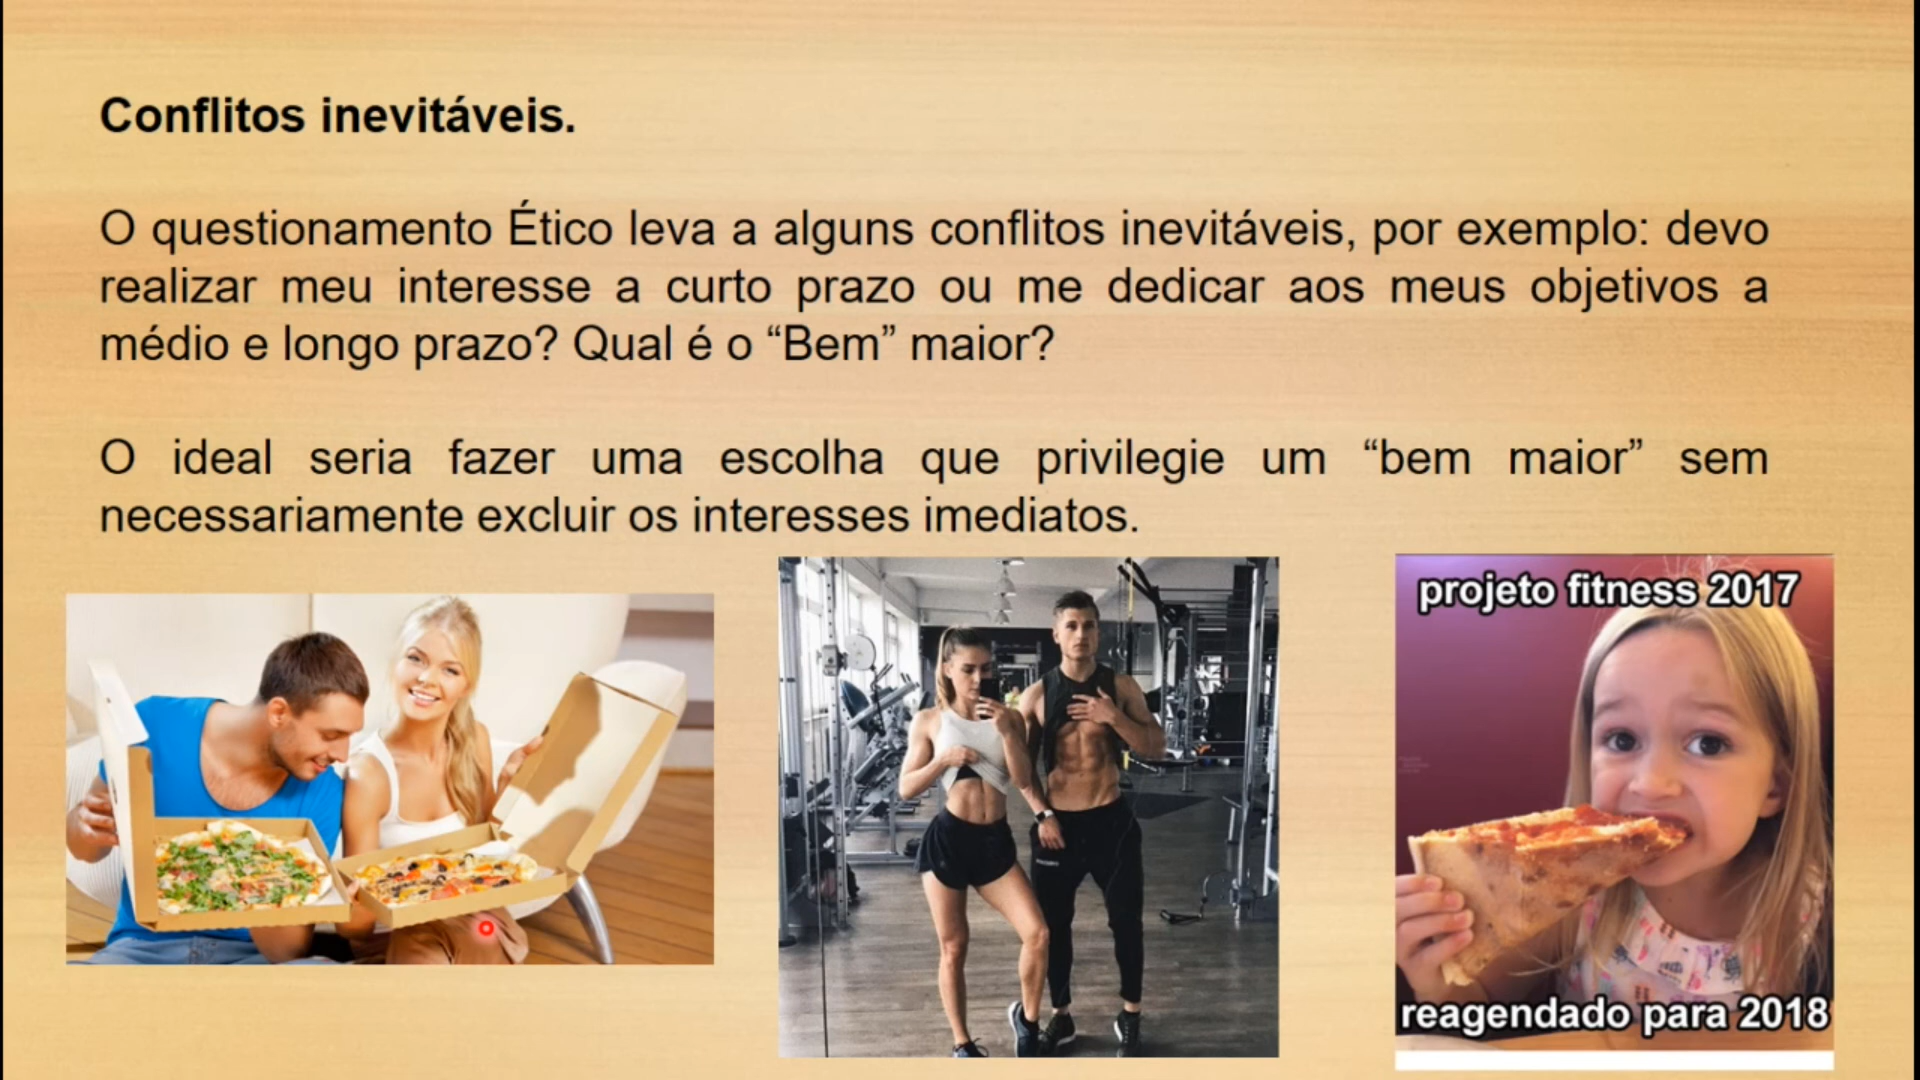 Conflitos inevitáveis.
O questionamento Ético leva a alguns conflitos inevitáveis, por exemplo: devo
realizar meu interesse a curto prazo ou me dedicar aos meus objetivos a
médio e longo prazo? Qual é o “Bem” maior?
O ideal seria fazer uma escolha que privilegie um “bem maior” sem
necessariamente excluir os interesses imediatos.
projeto fitness 2017
reagendado para 2018